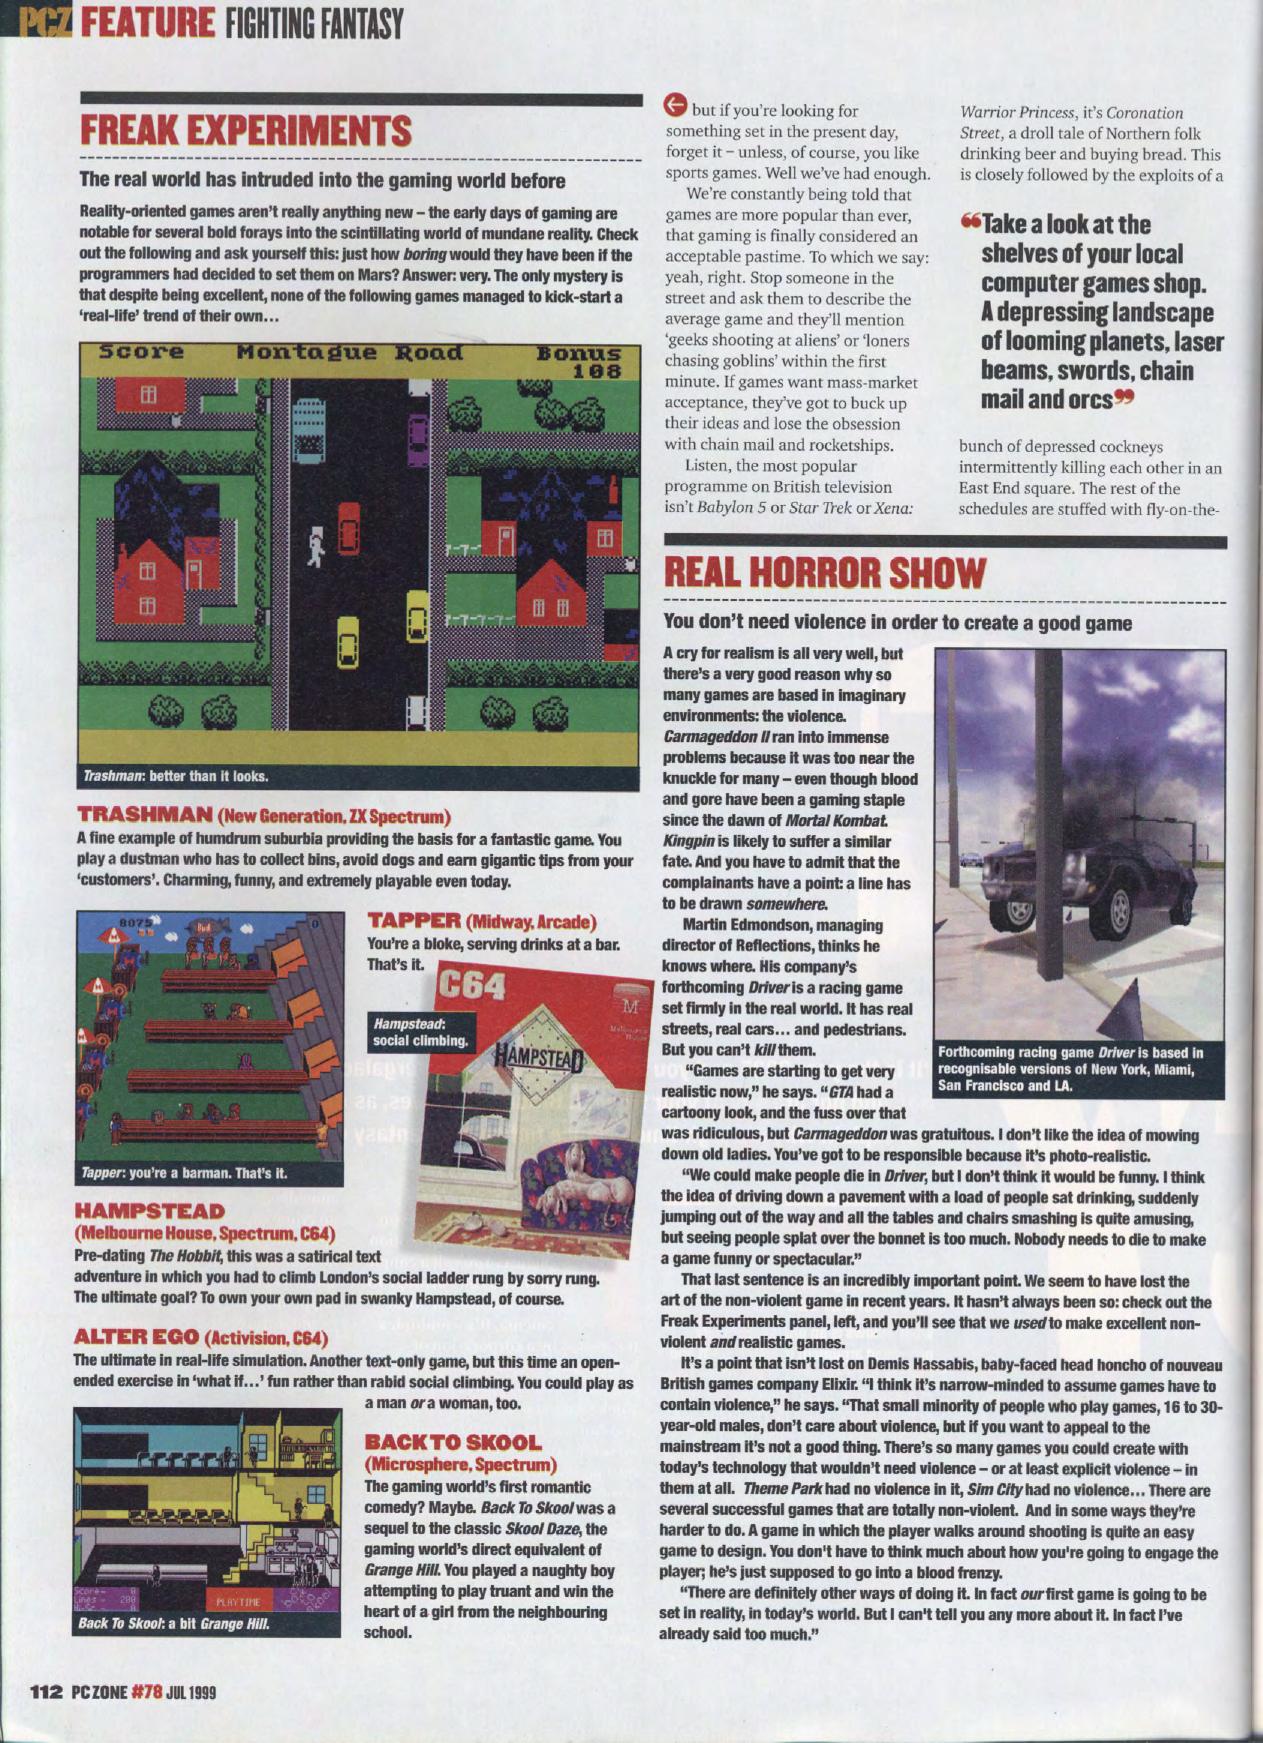 PCZ FEATURE FIGHTING FANTASY
FREAK EXPERIMENTS
The real world has intruded into the gaming world before
Reality-oriented games aren't really anything new – the early days of gaming are
notable for several bold forays into the scintillating world of mundane reality. Check
out the following and ask yourself this: just how boring would they have been if the
programmers had decided to set them on Mars? Answer: very. The only mystery is
that despite being excellent, none of the following games managed to kick-start a
'real-life' trend of their own...
Score Montague Road Bonus
108
Trashman: better than it looks.
TRASHMAN (New Generation, ZX Spectrum)
A fine example of humdrum suburbia providing the basis for a fantastic game. You
play a dustman who has to collect bins, avoid dogs and earn gigantic tips from your
'customers'. Charming, funny, and extremely playable even today.
8075 0
Bud
Tapper: you're a barman. That's it.
TAPPER (Midway, Arcade)
You're a bloke, serving drinks at a bar.
That's it.
C64
M
HAMPSTEAD
Hampstead:
social climbing.
HAMPSTEAD
(Melbourne House, Spectrum, C64)
Pre-dating The Hobbit, this was a satirical text
adventure in which you had to climb London's social ladder rung by sorry rung.
The ultimate goal? To own your own pad in swanky Hampstead, of course.
ALTER EGO (Activision, C64)
The ultimate in real-life simulation. Another text-only game, but this time an open-
ended exercise in 'what if...' fun rather than rabid social climbing. You could play as
a man or a woman, too.
Score- 0
Lines - 200
PLAYTIME
Back To Skool: a bit Grange Hill.
BACK TO SKOOL
(Microsphere, Spectrum)
The gaming world's first romantic
comedy? Maybe. Back To Skool was a
sequel to the classic Skool Daze, the
gaming world's direct equivalent of
Grange Hill. You played a naughty boy
attempting to play truant and win the
heart of a girl from the neighbouring
school.
but if you're looking for
something set in the present day,
forget it – unless, of course, you like
sports games. Well we've had enough.
We're constantly being told that
games are more popular than ever,
that gaming is finally considered an
acceptable pastime. To which we say:
yeah, right. Stop someone in the
street and ask them to describe the
average game and they'll mention
'geeks shooting at aliens' or 'loners
chasing goblins' within the first
minute. If games want mass-market
acceptance, they've got to buck up
their ideas and lose the obsession
with chain mail and rocketships.
Listen, the most popular
programme on British television
isn't Babylon 5 or Star Trek or Xena:
Warrior Princess, it's Coronation
Street, a droll tale of Northern folk
drinking beer and buying bread. This
is closely followed by the exploits of a
“Take a look at the
shelves of your local
computer games shop.
A depressing landscape
of looming planets, laser
beams, swords, chain
mail and orcs”
bunch of depressed cockneys
intermittently killing each other in an
East End square. The rest of the
schedules are stuffed with fly-on-the-
REAL HORROR SHOW
You don't need violence in order to create a good game
A cry for realism is all very well, but
there's a very good reason why so
many games are based in imaginary
environments: the violence.
Carmageddon II ran into immense
problems because it was too near the
knuckle for many – even though blood
and gore have been a gaming staple
since the dawn of Mortal Kombat.
Kingpin is likely to suffer a similar
fate. And you have to admit that the
complainants have a point: a line has
to be drawn somewhere.
Martin Edmondson, managing
director of Reflections, thinks he
knows where. His company's
forthcoming Driver is a racing game
set firmly in the real world. It has real
streets, real cars... and pedestrians.
But you can't kill them.
"Games are starting to get very
realistic now," he says. "GTA had a
cartoony look, and the fuss over that
was ridiculous, but Carmageddon was gratuitous. I don't like the idea of mowing
down old ladies. You've got to be responsible because it's photo-realistic.
"We could make people die in Driver, but I don't think it would be funny. I think
the idea of driving down a pavement with a load of people sat drinking, suddenly
jumping out of the way and all the tables and chairs smashing is quite amusing,
but seeing people splat over the bonnet is too much. Nobody needs to die to make
a game funny or spectacular."
That last sentence is an incredibly important point. We seem to have lost the
art of the non-violent game in recent years. It hasn't always been so: check out the
Freak Experiments panel, left, and you'll see that we used to make excellent non-
violent and realistic games.
It's a point that isn't lost on Demis Hassabis, baby-faced head honcho of nouveau
British games company Elixir. "I think it's narrow-minded to assume games have to
contain violence," he says. "That small minority of people who play games, 16 to 30-
year-old males, don't care about violence, but if you want to appeal to the
mainstream it's not a good thing. There's so many games you could create with
today's technology that wouldn't need violence – or at least explicit violence – in
them at all. Theme Park had no violence in it, Sim City had no violence... There are
several successful games that are totally non-violent. And in some ways they're
harder to do. A game in which the player walks around shooting is quite an easy
game to design. You don't have to think much about how you're going to engage the
player; he's just supposed to go into a blood frenzy.
"There are definitely other ways of doing it. In fact our first game is going to be
set in reality, in today's world. But I can't tell you any more about it. In fact I've
already said too much."
Forthcoming racing game Driver is based in
recognisable versions of New York, Miami,
San Francisco and LA.
112 PC ZONE #78 JUL 1999